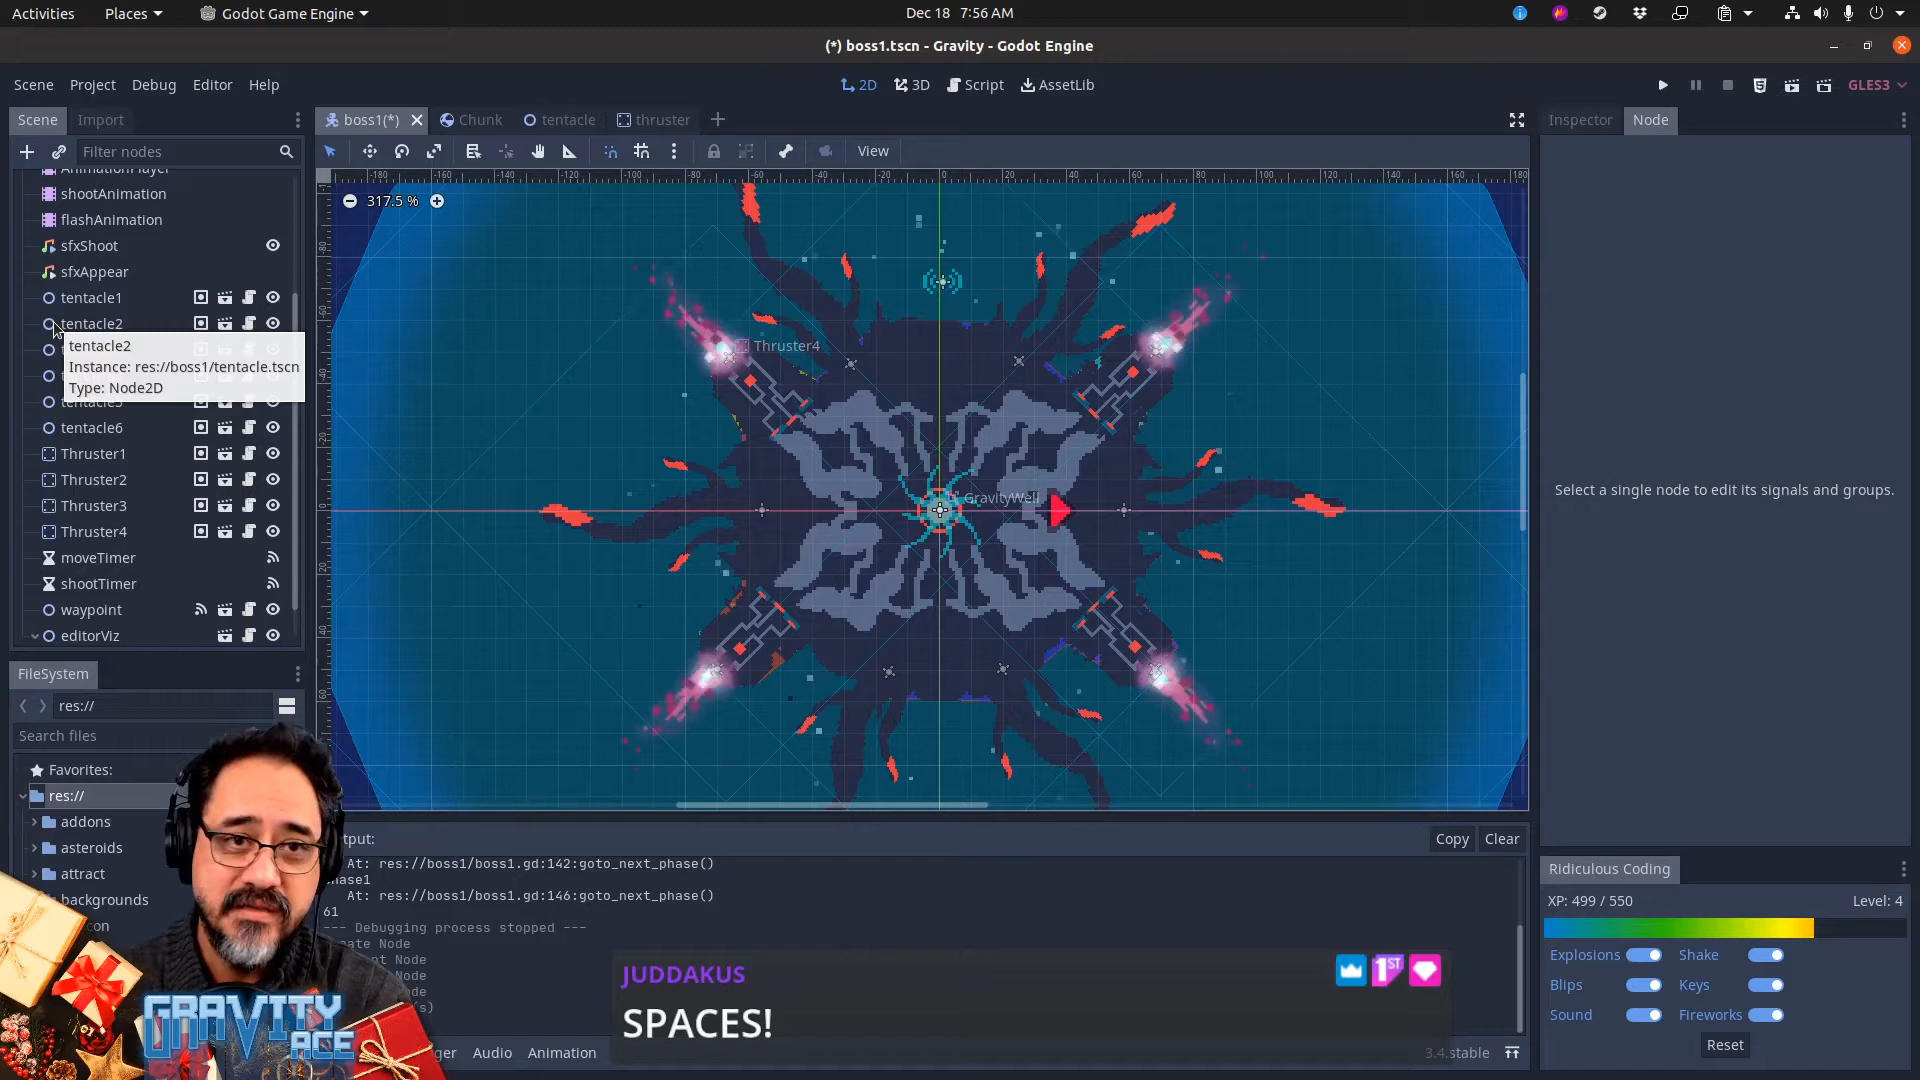 Activities
Places
Godot Game Engine
Dec 18 7:56 AM
(*) boss1.tscn - Gravity - Godot Engine
Scene Project Debug Editor Help
2D 3D Script AssetLib
GLES3
Scene Import
boss1(*)
Chunk
tentacle
thruster
Inspector Node
Filter nodes
View
AnimationPlayer
shootAnimation
flashAnimation
sfxShoot
sfxAppear
tentacle1
tentacle2
tentacle2
Instance: res://boss1/tentacle.tscn
Type: Node2D
tentacle6
Thruster1
Thruster2
Thruster3
Thruster4
moveTimer
shootTimer
waypoint
editorViz
317.5 %
Thruster4
GravityWell
Select a single node to edit its signals and groups.
FileSystem
res://
Search files
Favorites:
res://
addons
asteroids
attract
backgrounds
Copy Clear
At: res://boss1/boss1.gd:142:goto_next_phase()
At: res://boss1/boss1.gd:146:goto_next_phase()
61
--- Debugging process stopped ---
Audio Animation
3.4.stable
Ridiculous Coding
XP: 499 / 550
Level: 4
Explosions Shake
Blips Keys
Sound Fireworks
Reset
JUDDAKUS
1ST
SPACES!
GRAVITY
ACE